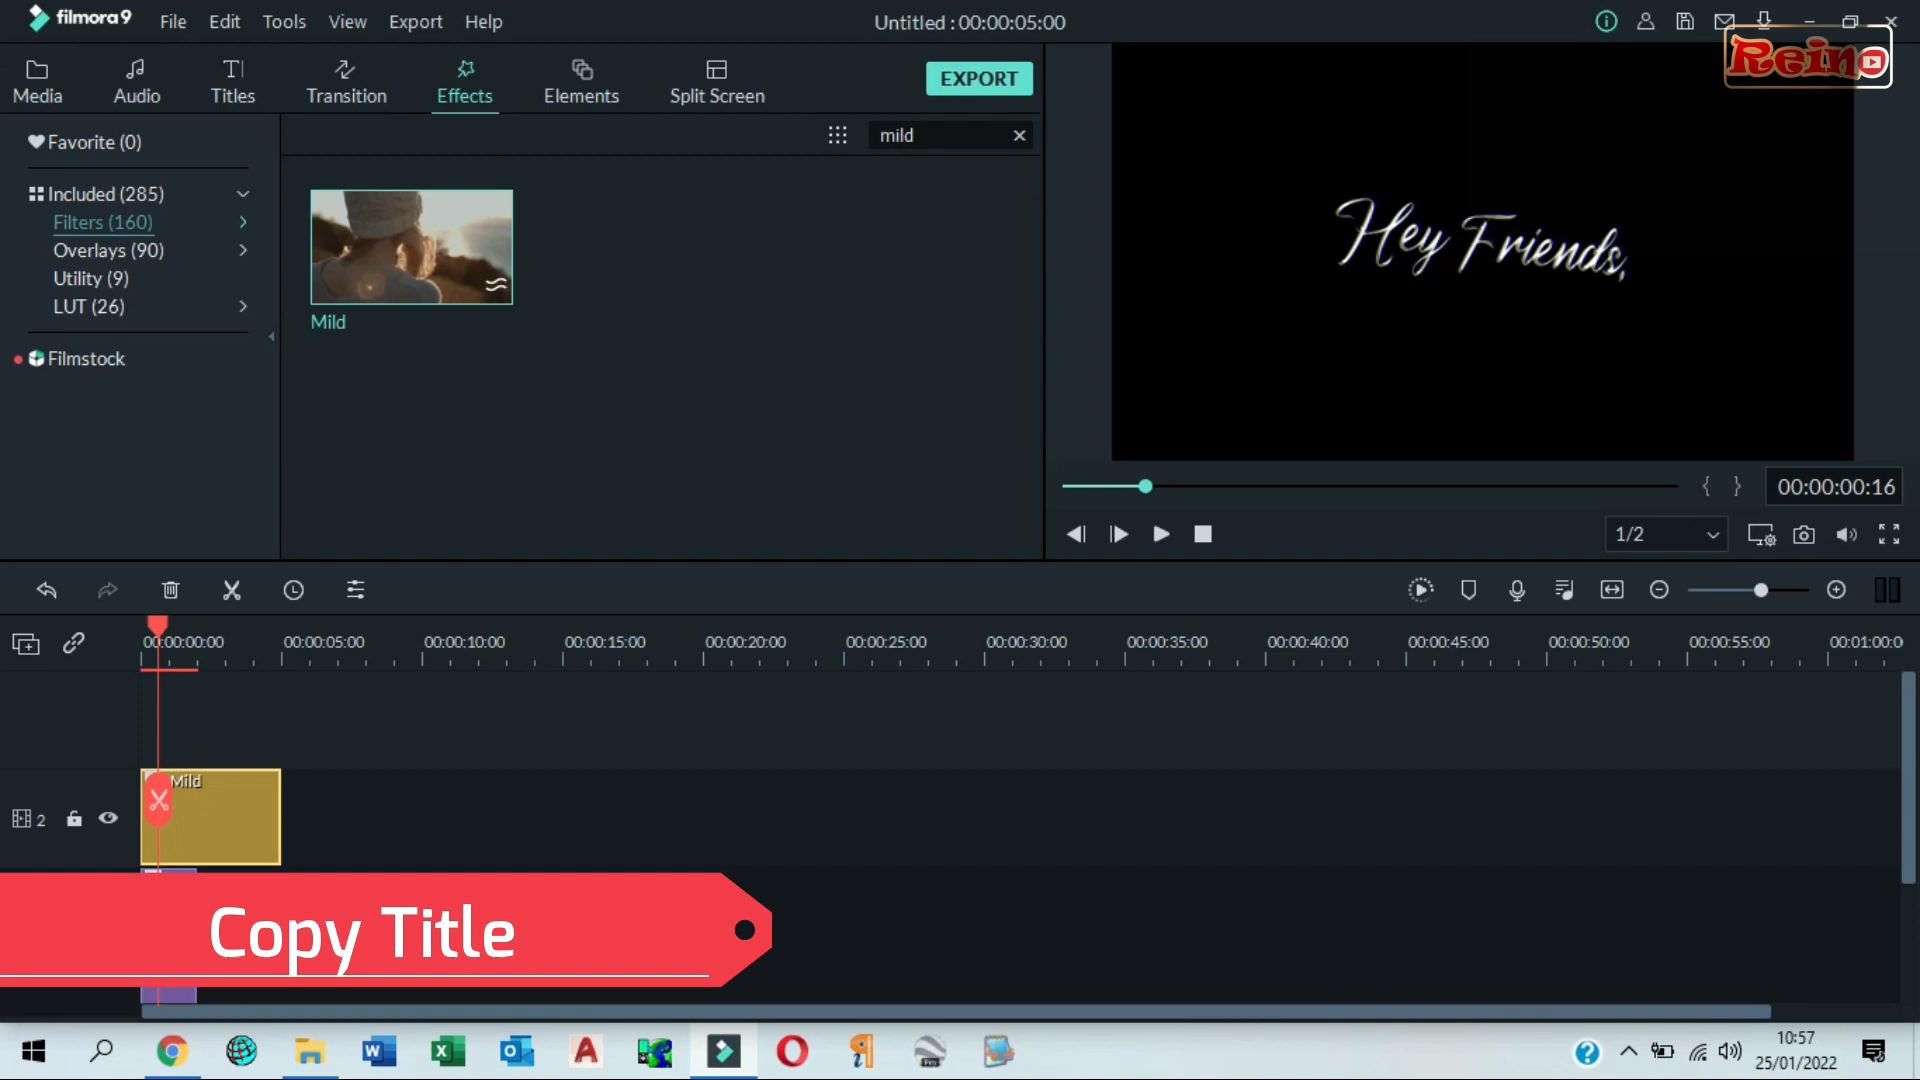 filmora9 File Edit Tools View Export Help Untitled : 00:00:05:00
Reino
Media Audio Titles Transition Effects Elements Split Screen EXPORT
Favorite (0) mild
Included (285)
Filters (160)
Overlays (90)
Utility (9)
LUT (26)
Filmstock
Mild
Hey Friends,
{ } 00:00:00:16
1/2
00:00:00:00 00:00:05:00 00:00:10:00 00:00:15:00 00:00:20:00 00:00:25:00 00:00:30:00 00:00:35:00 00:00:40:00 00:00:45:00 00:00:50:00 00:00:55:00 00:01:00:0
Mild
2
Copy Title
10:57
25/01/2022